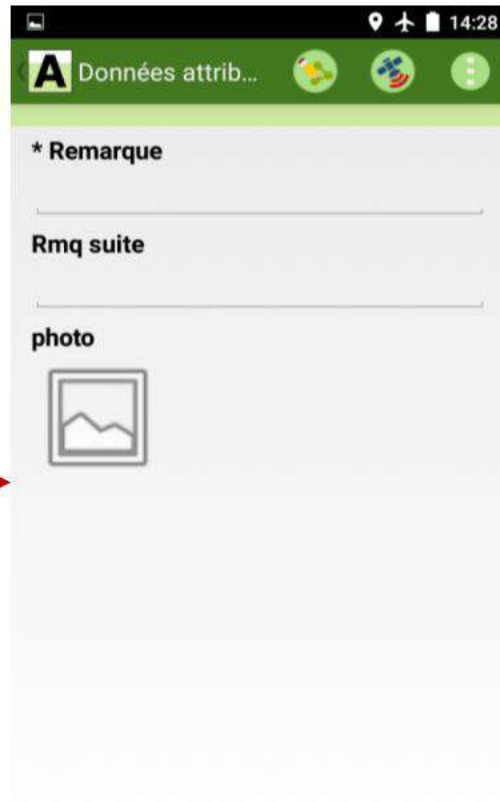 14:28
A Données attrib...
* Remarque
Rmq suite
photo